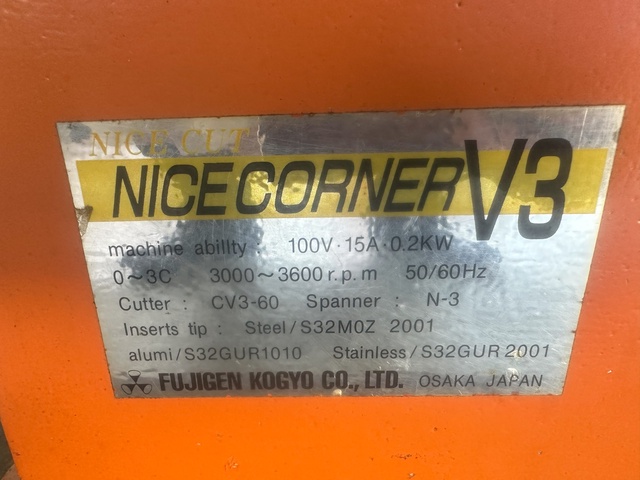 NICE CUT
NICE CORNER V3
machine ability : 100V·15A·0.2KW
0~3C 3000~3600 r.p.m 50/60Hz
Cutter : CV3-60 Spanner : N-3
Inserts tip : Steel/S32M0Z 2001
alumi/S32GUR1010 Stainless/S32GUR 2001
FUJIGEN KOGYO CO., LTD. OSAKA JAPAN